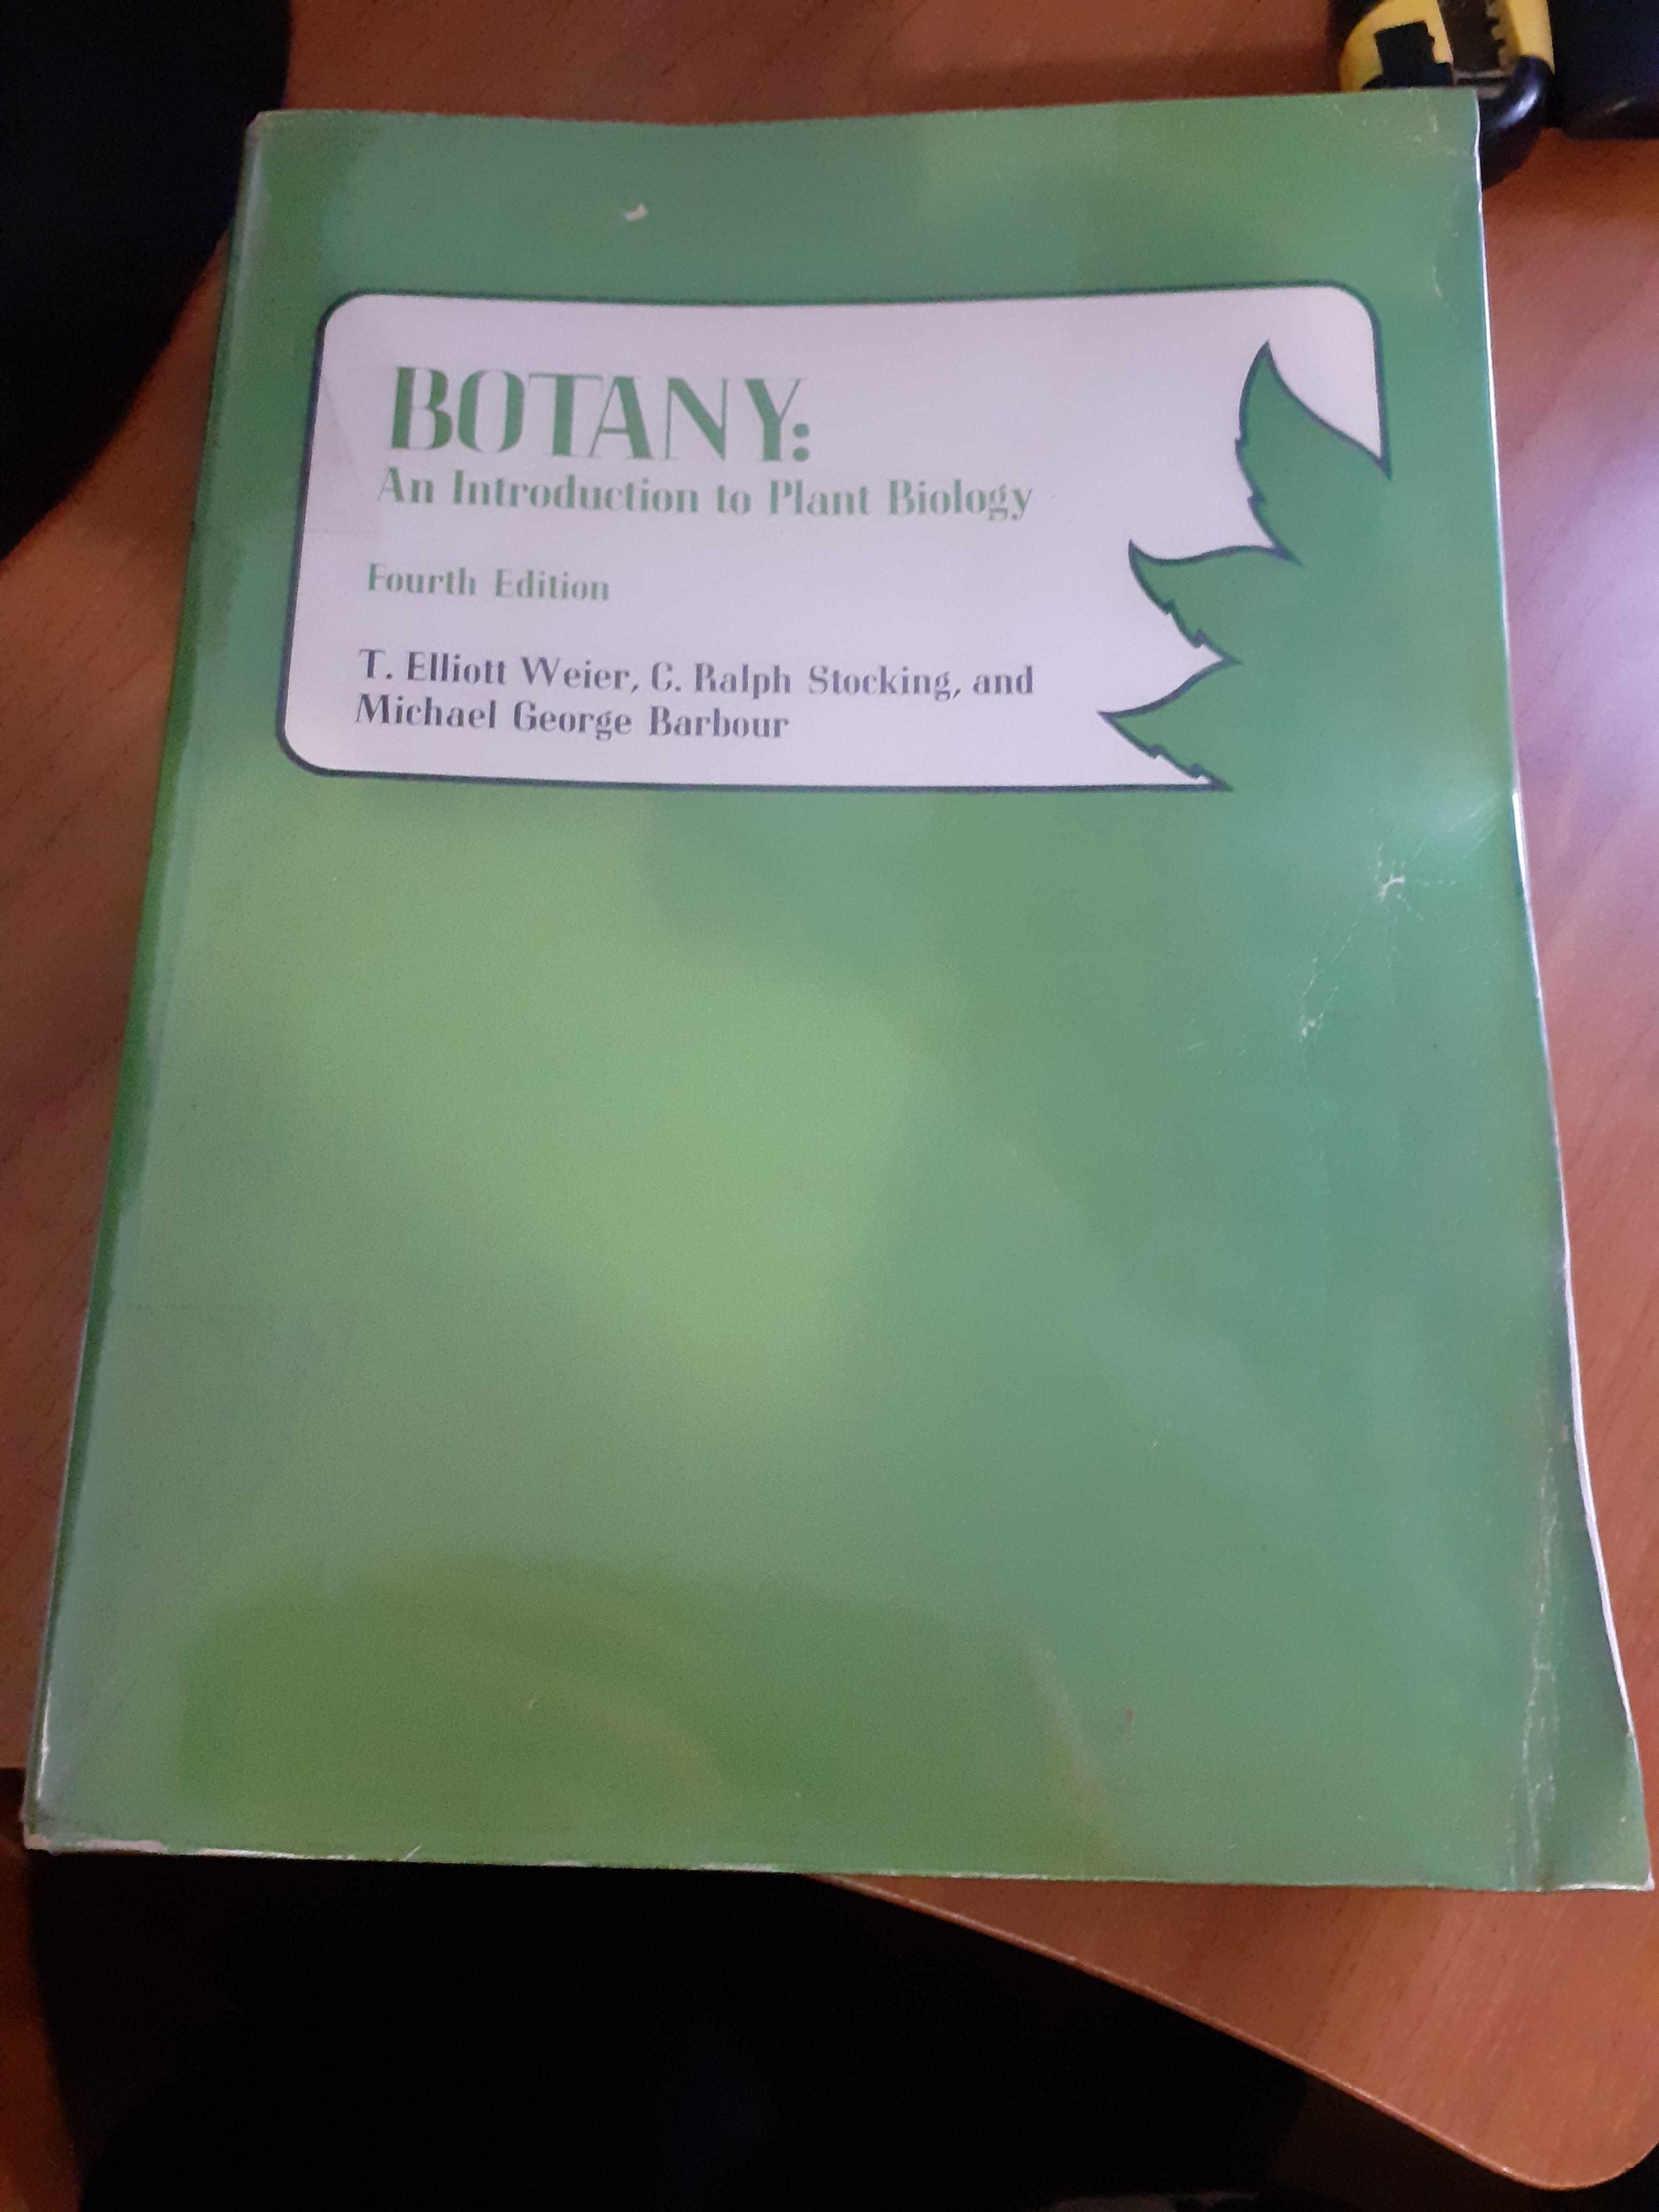 BOTANY:
An Introduction to Plant Biology
Fourth Edition
T. Elliott Weier, C. Ralph Stocking, and
Michael George Barbour